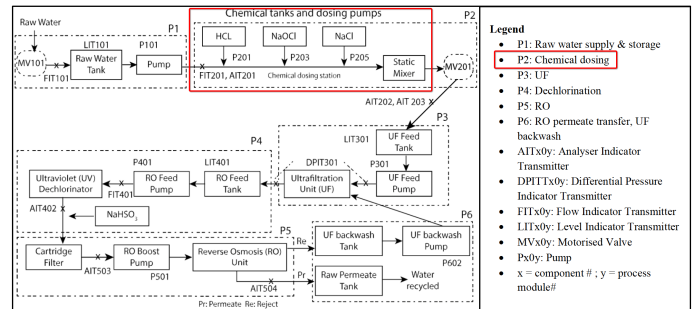 Chemical tanks and dosing pumps
P1
P2
Raw Water
HCL
NaOCl
NaCl
LIT101
P101
P201
P203
P205
MV101
Raw Water
Tank
Pump
Static
Mixer
MV201
FIT101
FIT201, AIT201
Chemical dosing station
AIT202, AIT 203
P3
LIT301
UF Feed
Tank
P4
P301
DPIT301
P401
LIT401
Ultraviolet (UV)
Dechlorinator
RO Feed
Pump
RO Feed
Tank
Ultrafiltration
Unit (UF)
UF Feed
Pump
FIT401
AIT402
NaHSO3
P6
P5
Re
UF backwash
Tank
UF backwash
Pump
P602
Cartridge
Filter
RO Boost
Pump
Reverse Osmosis (RO)
Unit
AIT503
P501
Pr
AIT504
Raw Permeate
Tank
Water
recycled
Pr: Permeate Re: Reject
Legend
• P1: Raw water supply & storage
• P2: Chemical dosing
• P3: UF
• P4: Dechlorination
• P5: RO
• P6: RO permeate transfer, UF
backwash
• AITx0y: Analyser Indicator
Transmitter
• DPITTx0y: Differential Pressure
Indicator Transmitter
• FITx0y: Flow Indicator Transmitter
• LITx0y: Level Indicator Transmitter
• MVx0y: Motorised Valve
• Px0y: Pump
• x = component # ; y = process
module#